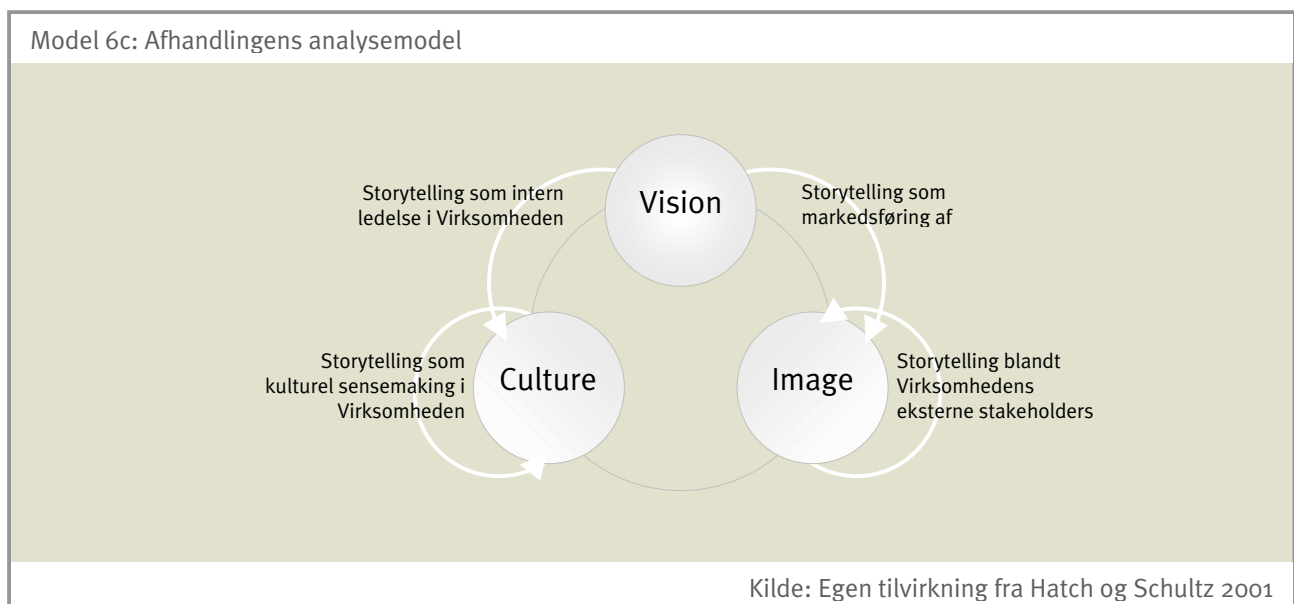 Model 6c: Afhandlingens analysemodel
Storytelling som intern
ledelse i Virksomheden
Vision
Storytelling som
markedsføring af
Storytelling som
kulturel sensemaking i
Virksomheden
Culture
Image
Storytelling blandt
Virksomhedens
eksterne stakeholders
Kilde: Egen tilvirkning fra Hatch og Schultz 2001